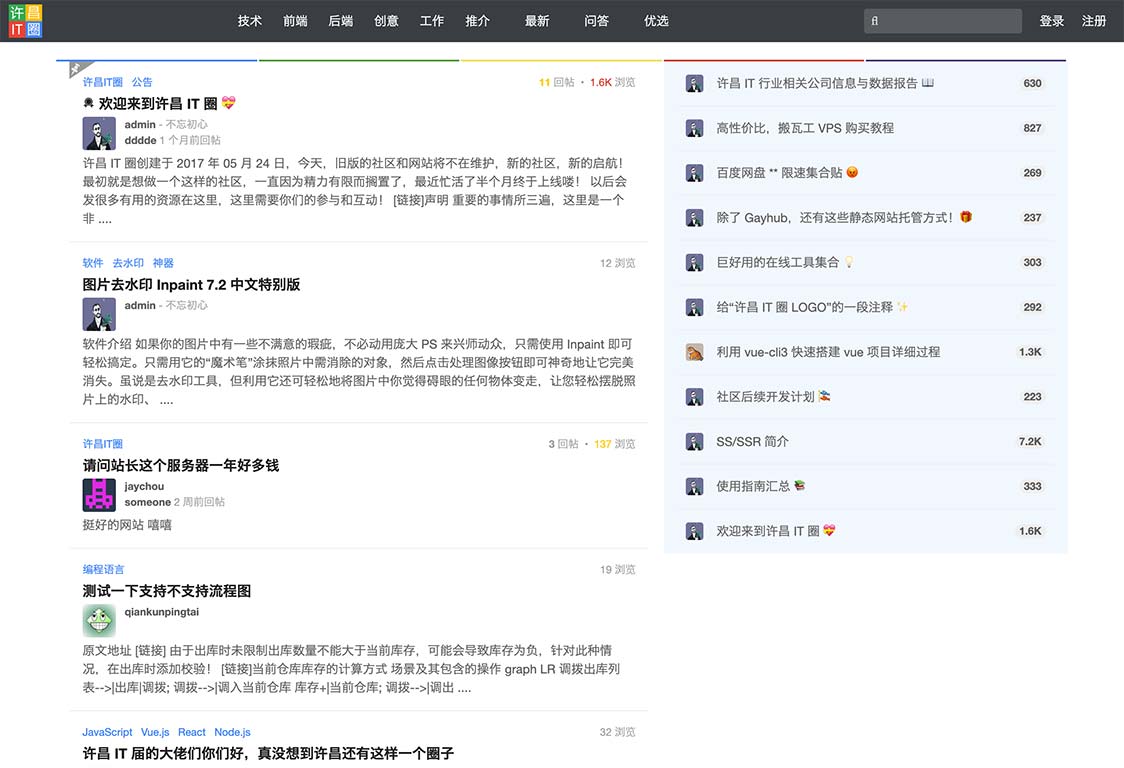 许昌
IT圈
技术 前端 后端 创意 工作 推介 最新 问答 优选
fl
登录 注册
许昌IT圈 公告
11 回帖 • 1.6K 浏览
欢迎来到许昌 IT 圈 💝
admin - 不忘初心
dddde 1 个月前回帖
许昌 IT 圈创建于 2017 年 05 月 24 日，今天，旧版的社区和网站将不在维护，新的社区，新的启航！
最初就是想做一个这样的社区，一直因为精力有限而搁置了，最近忙活了半个月终于上线喽！ 以后会
发很多有用的资源在这里，这里需要你们的参与和互动！ [链接]声明 重要的事情所三遍，这里是一个
非 ....
软件 去水印 神器
12 浏览
图片去水印 Inpaint 7.2 中文特别版
admin - 不忘初心
软件介绍 如果你的图片中有一些不满意的瑕疵，不必动用庞大 PS 来兴师动众，只需使用 Inpaint 即可
轻松搞定。只需用它的“魔术笔”涂抹照片中需消除的对象，然后点击处理图像按钮即可神奇地让它完美
消失。虽说是去水印工具，但利用它还可轻松地将图片中你觉得碍眼的任何物体变走，让您轻松摆脱照
片上的水印、 ....
许昌IT圈
3 回帖 • 137 浏览
请问站长这个服务器一年好多钱
jaychou
someone 2 周前回帖
挺好的网站 嘻嘻
编程语言
19 浏览
测试一下支持不支持流程图
qiankunpingtai
原文地址 [链接] 由于出库时未限制出库数量不能大于当前库存，可能会导致库存为负，针对此种情
况，在出库时添加校验！ [链接]当前仓库库存的计算方式 场景及其包含的操作 graph LR 调拨出库列
表-->|出库|调拨; 调拨-->|调入当前仓库 库存+|当前仓库; 调拨-->|调出 ....
JavaScript Vue.js React Node.js
32 浏览
许昌 IT 届的大佬们你们好，真没想到许昌还有这样一个圈子
许昌 IT 行业相关公司信息与数据报告 📖 630
高性价比，搬瓦工 VPS 购买教程 827
百度网盘 ** 限速集合贴 😡 269
除了 Gayhub，还有这些静态网站托管方式！🎁 237
巨好用的在线工具集合 💡 303
给“许昌 IT 圈 LOGO”的一段注释 ✨ 292
利用 vue-cli3 快速搭建 vue 项目详细过程 1.3K
社区后续开发计划 223
SS/SSR 简介 7.2K
使用指南汇总 📚 333
欢迎来到许昌 IT 圈 💝 1.6K